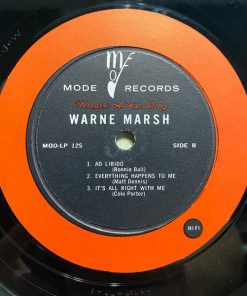 m f
o
MODE RECORDS
Music of the Day
WARNE MARSH
MOD-LP 125 SIDE B
1. AD LIBIDO
(Ronnie Ball)
2. EVERYTHING HAPPENS TO ME
(Matt Dennis)
3. IT'S ALL RIGHT WITH ME
(Cole Porter)
HI FI